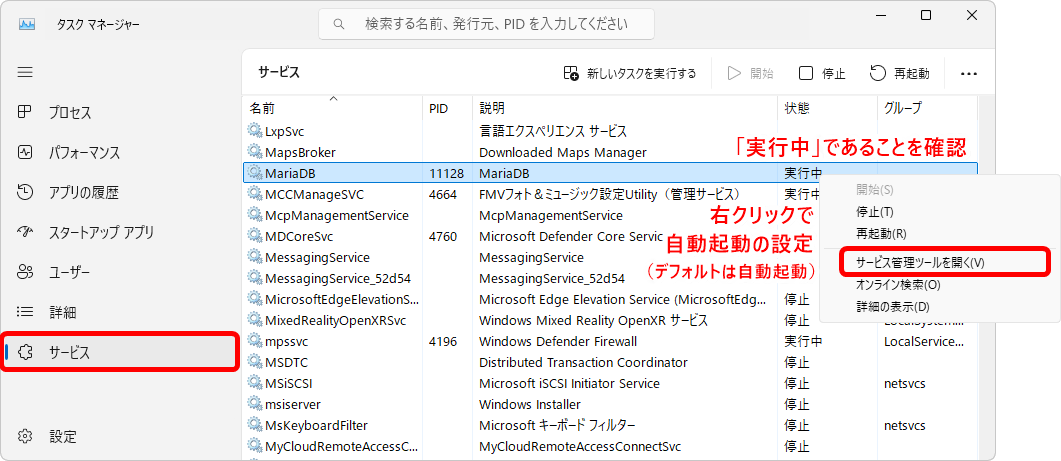 タスク マネージャー
検索する名前、発行元、PID を入力してください
サービス
新しいタスクを実行する
開始
停止
再起動
プロセス
パフォーマンス
アプリの履歴
スタートアップ アプリ
ユーザー
詳細
サービス
設定
名前 PID 説明 状態 グループ
LxpSvc 言語エクスペリエンス サービス
MapsBroker Downloaded Maps Manager
「実行中」であることを確認
MariaDB 11128 MariaDB 実行中
MCCManageSVC 4664 FMVフォト＆ミュージック設定Utility（管理サービス） 実行中
McpManagementService McpManagementService
MDCoreSvc 4760 Microsoft Defender Core Service
MessagingService MessagingService
MessagingService_52d54 MessagingService_52d54
右クリックで
自動起動の設定
（デフォルトは自動起動）
開始(S)
停止(T)
再起動(R)
サービス管理ツールを開く(V)
オンライン検索(O)
詳細の表示(D)
MicrosoftEdgeElevationS... Microsoft Edge Elevation Service (MicrosoftEdg... 停止
MixedRealityOpenXRSvc Windows Mixed Reality OpenXR サービス 停止 LocalSystem...
mpssvc 4196 Windows Defender Firewall 実行中 LocalService...
MSDTC Distributed Transaction Coordinator 停止
MSiSCSI Microsoft iSCSI Initiator Service 停止 netsvcs
msiserver Windows Installer 停止
MsKeyboardFilter Microsoft キーボード フィルター 停止 netsvcs
MyCloudRemoteAccessC... MyCloudRemoteAccessConnectSvc 停止